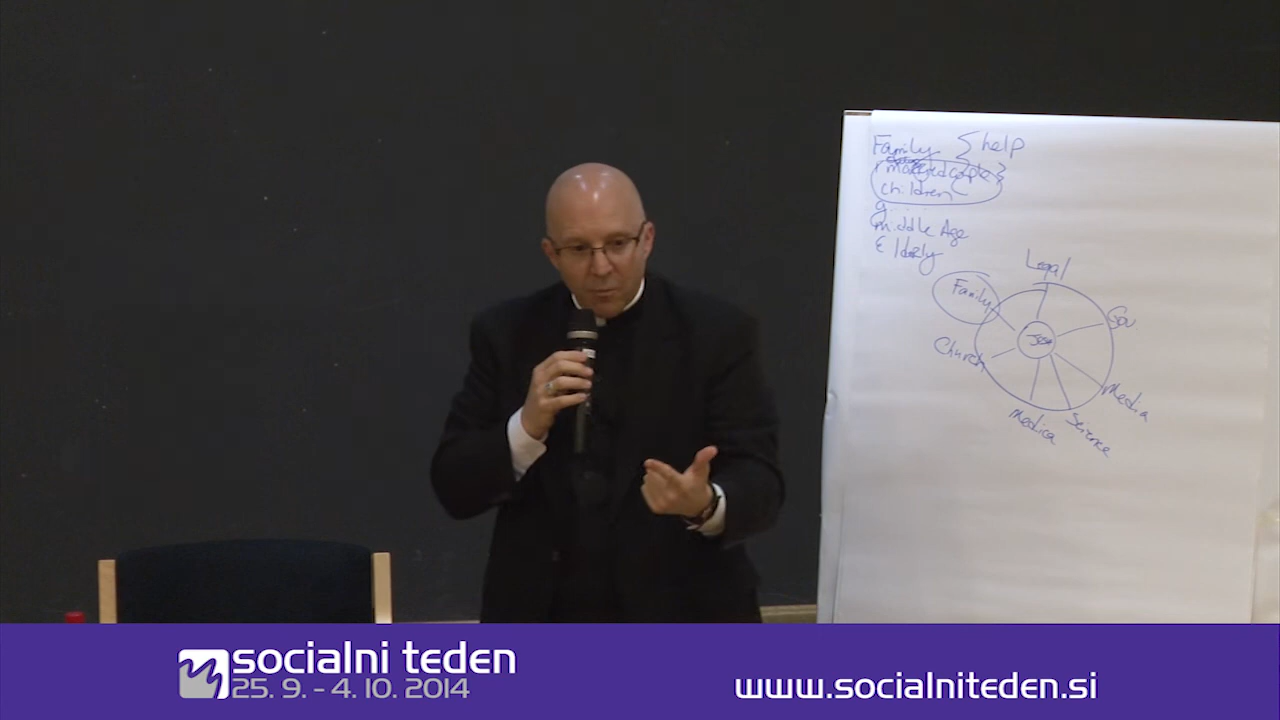 Family { help
married couple }
children
middle Age
Elderly
Legal
Family
Gov.
Church
Media
Medica
Science
socialni teden
25. 9. - 4. 10. 2014
www.socialniteden.si